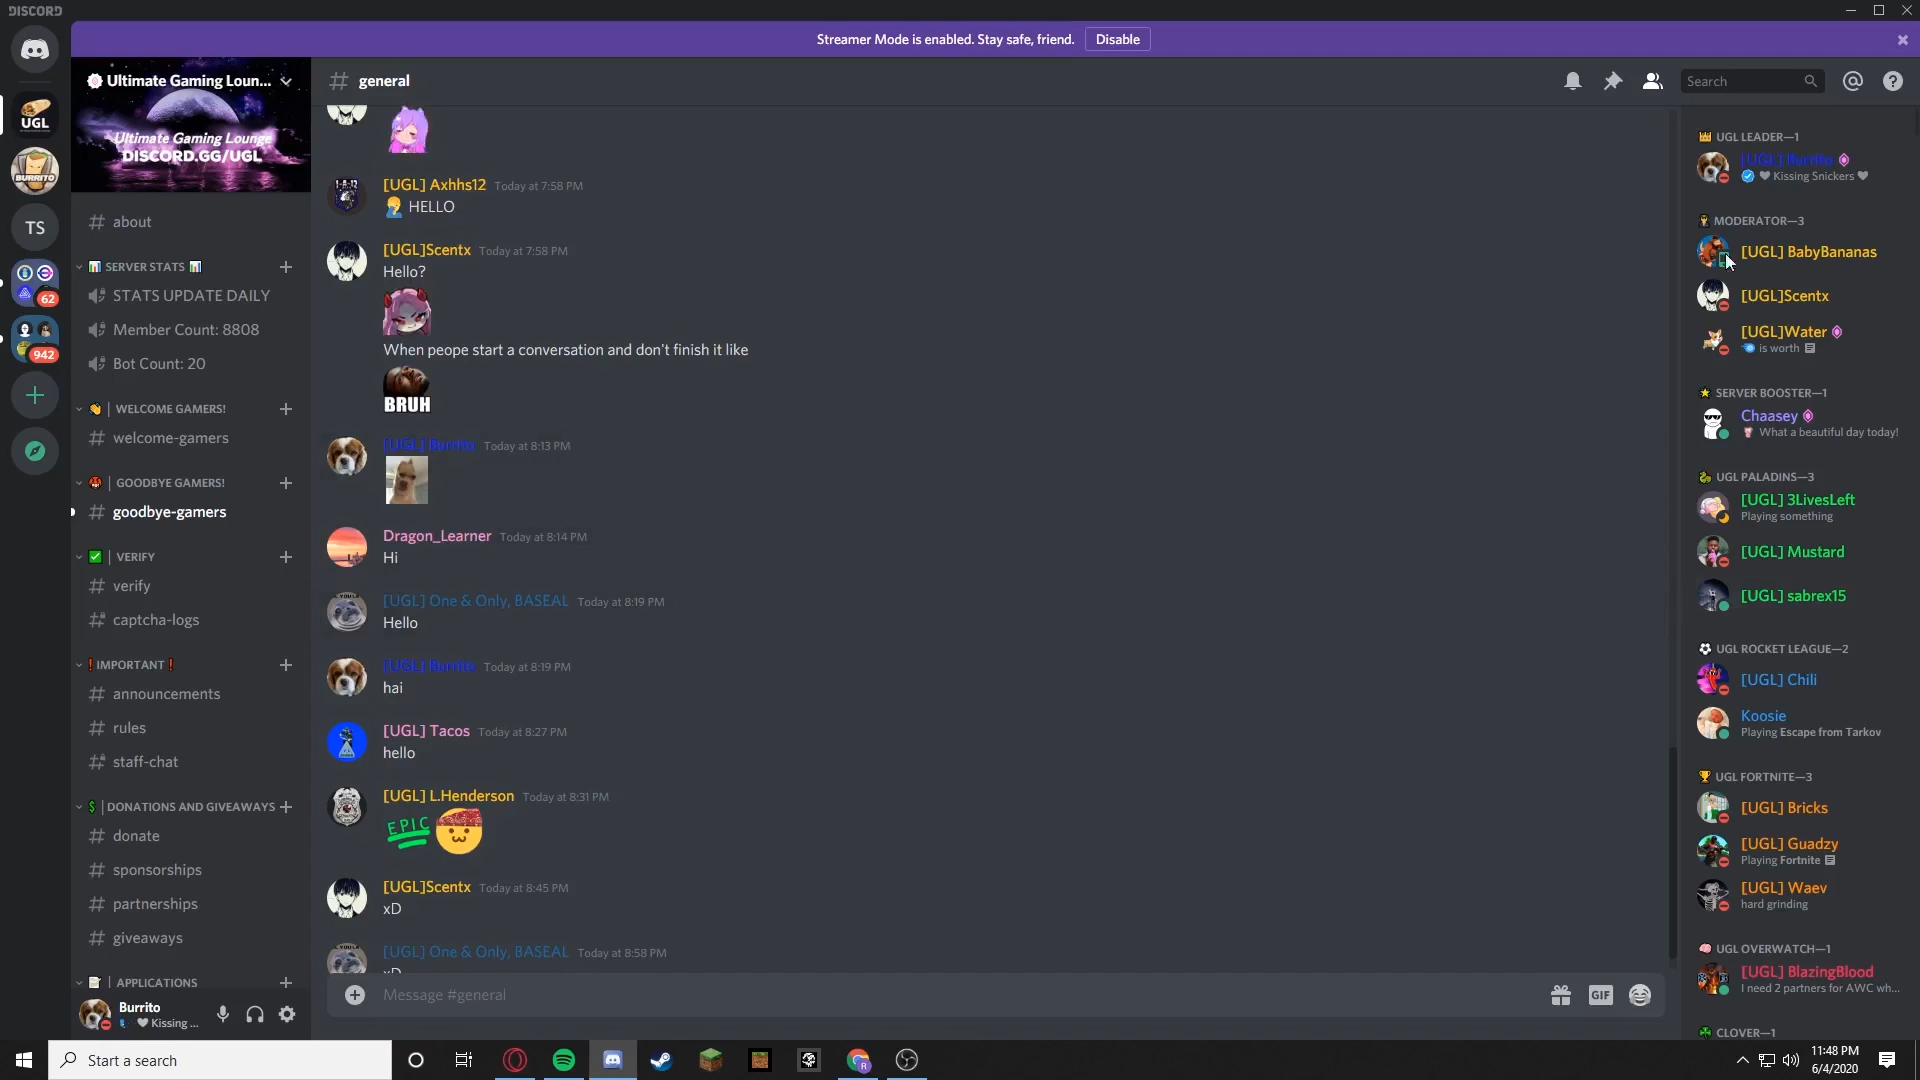 DISCORD
Streamer Mode is enabled. Stay safe, friend.
Disable
Ultimate Gaming Loun...
Ultimate Gaming Lounge
DISCORD.GG/UGL
UGL
BURRITO
TS
62
942
about
SERVER STATS
STATS UPDATE DAILY
Member Count: 8808
Bot Count: 20
| WELCOME GAMERS!
welcome-gamers
| GOODBYE GAMERS!
goodbye-gamers
| VERIFY
verify
captcha-logs
IMPORTANT
announcements
rules
staff-chat
$ | DONATIONS AND GIVEAWAYS
donate
sponsorships
partnerships
giveaways
| APPLICATIONS
Burrito
Kissing ...
# general
Search
[UGL] Axhhs12 Today at 7:58 PM
HELLO
[UGL]Scentx Today at 7:58 PM
Hello?
When peope start a conversation and don't finish it like
BRUH
[UGL] Burrito Today at 8:13 PM
Dragon_Learner Today at 8:14 PM
Hi
[UGL] One & Only, BASEAL Today at 8:19 PM
Hello
[UGL] Burrito Today at 8:19 PM
hai
[UGL] Tacos Today at 8:27 PM
hello
[UGL] L.Henderson Today at 8:31 PM
EPIC
[UGL]Scentx Today at 8:45 PM
xD
[UGL] One & Only, BASEAL Today at 8:58 PM
xD
Message #general
GIF
UGL LEADER—1
[UGL] Burrito
Kissing Snickers
MODERATOR—3
[UGL] BabyBananas
[UGL]Scentx
[UGL]Water
is worth
SERVER BOOSTER—1
Chaasey
What a beautiful day today!
UGL PALADINS—3
[UGL] 3LivesLeft
Playing something
[UGL] Mustard
[UGL] sabrex15
UGL ROCKET LEAGUE—2
[UGL] Chili
Koosie
Playing Escape from Tarkov
UGL FORTNITE—3
[UGL] Bricks
[UGL] Guadzy
Playing Fortnite
[UGL] Waev
hard grinding
UGL OVERWATCH—1
[UGL] BlazingBlood
I need 2 partners for AWC wh...
CLOVER—1
Start a search
11:48 PM
6/4/2020